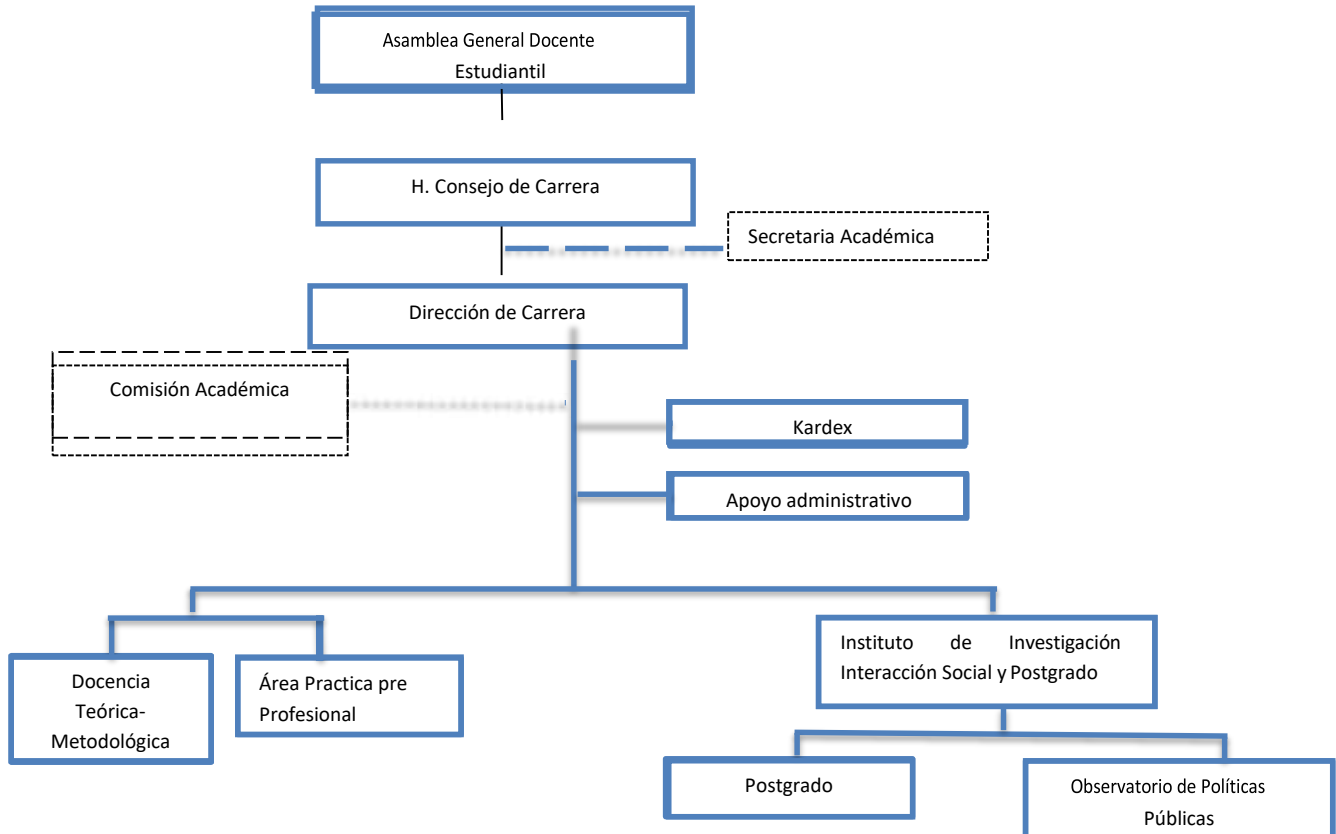 Asamblea General Docente
Estudiantil
H. Consejo de Carrera
Secretaria Académica
Dirección de Carrera
Comisión Académica
Kardex
Apoyo administrativo
Docencia
Teórica-
Metodológica
Área Practica pre
Profesional
Instituto de Investigación
Interacción Social y Postgrado
Postgrado
Observatorio de Políticas
Públicas